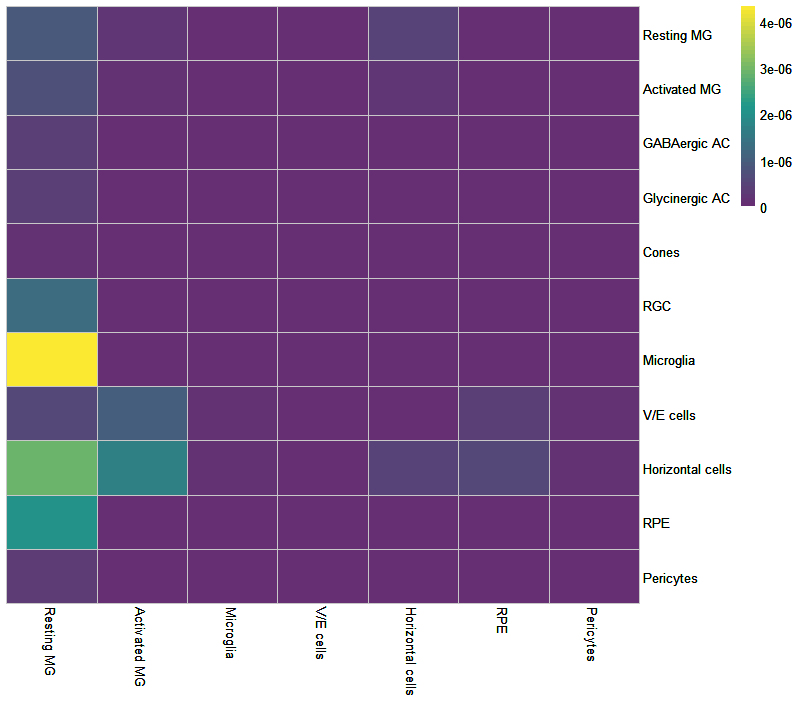 Resting MG
Activated MG
GABAergic AC
Glycinergic AC
Cones
RGC
Microglia
V/E cells
Horizontal cells
RPE
Pericytes
4e-06
3e-06
2e-06
1e-06
0
Resting MG
Activated MG
Microglia
V/E cells
Horizontal cells
RPE
Pericytes